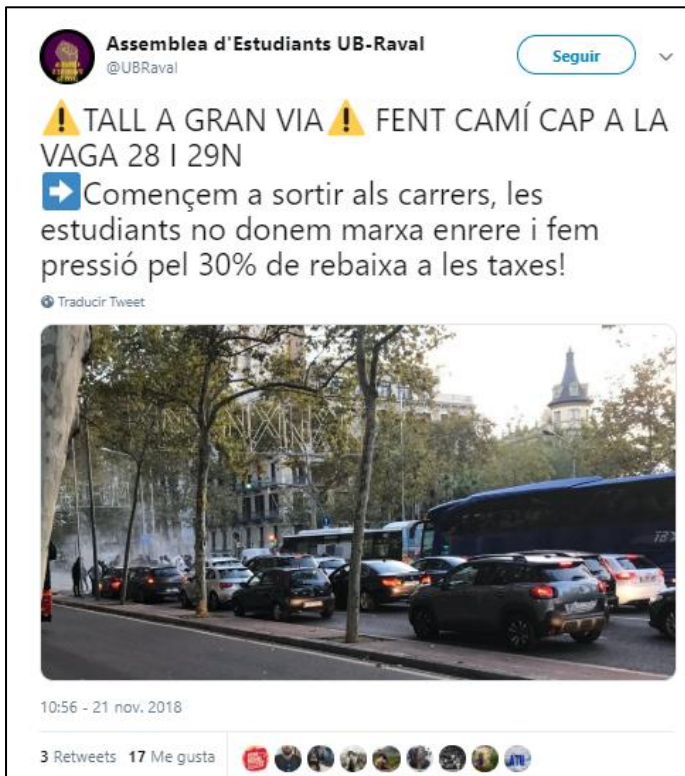 Assemblea d'Estudiants UB-Raval
@UBRaval
Seguir
⚠️TALL A GRAN VIA⚠️ FENT CAMÍ CAP A LA
VAGA 28 I 29N
➡️Començem a sortir als carrers, les
estudiants no donem marxa enrere i fem
pressió pel 30% de rebaixa a les taxes!
Traducir Tweet
10:56 - 21 nov. 2018
3 Retweets 17 Me gusta